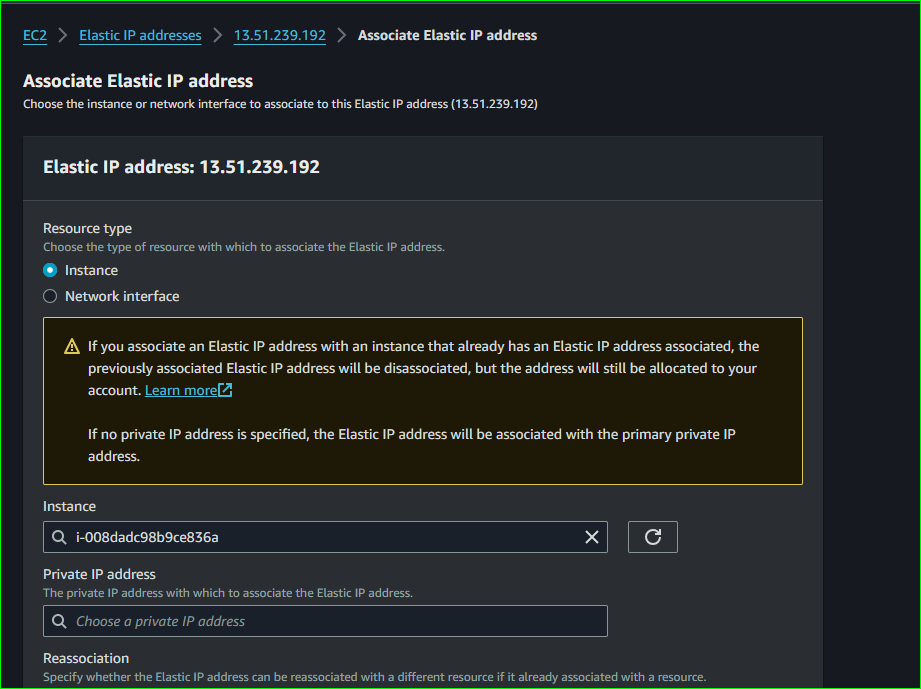 EC2 > Elastic IP addresses > 13.51.239.192 > Associate Elastic IP address
Associate Elastic IP address
Choose the instance or network interface to associate to this Elastic IP address (13.51.239.192)
Elastic IP address: 13.51.239.192
Resource type
Choose the type of resource with which to associate the Elastic IP address.
Instance
Network interface
If you associate an Elastic IP address with an instance that already has an Elastic IP address associated, the
previously associated Elastic IP address will be disassociated, but the address will still be allocated to your
account. Learn more
If no private IP address is specified, the Elastic IP address will be associated with the primary private IP
address.
Instance
i-008dadc98b9ce836a
Private IP address
The private IP address with which to associate the Elastic IP address.
Choose a private IP address
Reassociation
Specify whether the Elastic IP address can be reassociated with a different resource if it already associated with a resource.